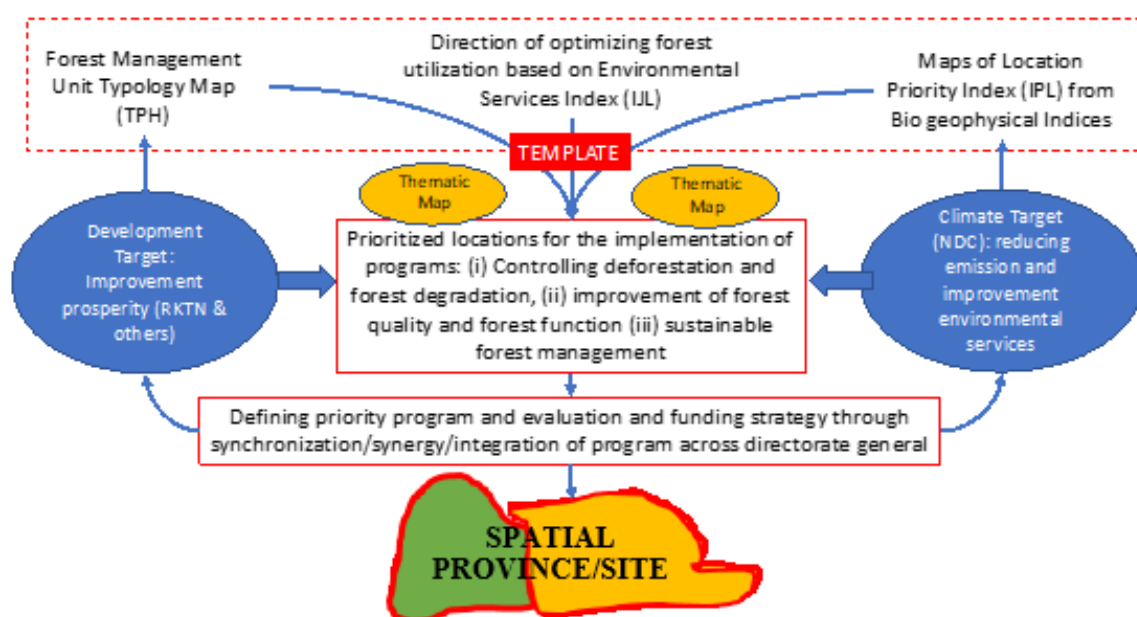 Forest Management
Unit Typology Map
(TPH)
Direction of optimizing forest
utilization based on Environmental
Services Index (IJL)
Maps of Location
Priority Index (IPL) from
Bio geophysical Indices
TEMPLATE
Thematic
Map
Thematic
Map
Development
Target:
Improvement
prosperity (RKTN &
others)
Prioritized locations for the implementation of
programs: (i) Controlling deforestation and
forest degradation, (ii) improvement of forest
quality and forest function (iii) sustainable
forest management
Climate Target
(NDC): reducing
emission and
improvement
environmental
services
Defining priority program and evaluation and funding strategy through
synchronization/synergy/integration of program across directorate general
SPATIAL
PROVINCE/SITE